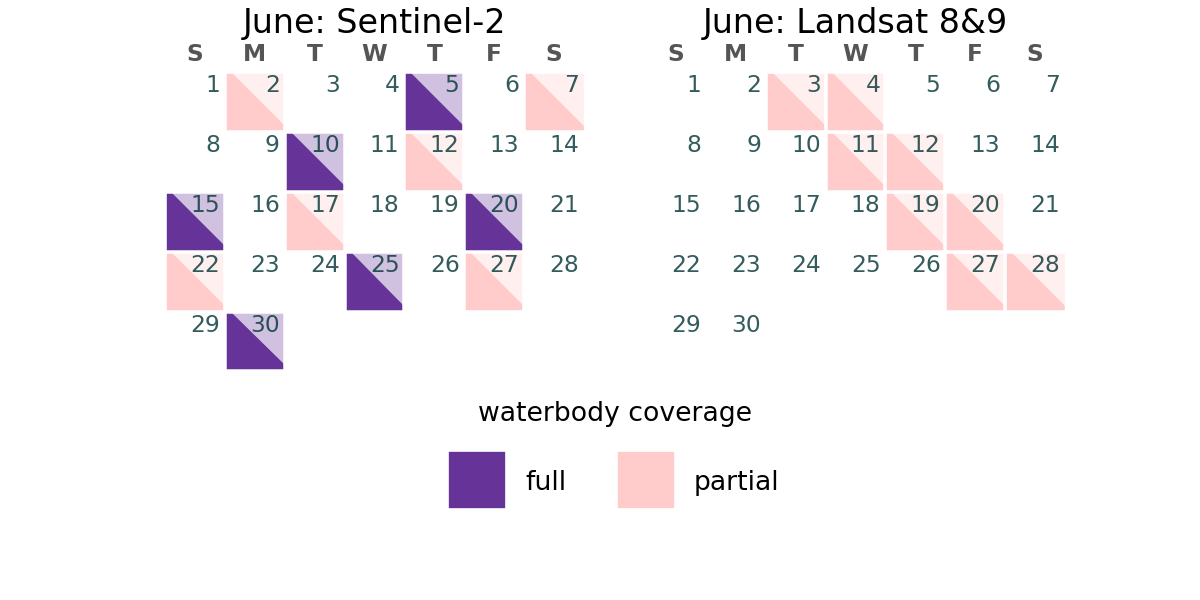 June: Sentinel-2
S M T W T F S
1 2 3 4 5 6 7
8 9 10 11 12 13 14
15 16 17 18 19 20 21
22 23 24 25 26 27 28
29 30
June: Landsat 8&9
S M T W T F S
1 2 3 4 5 6 7
8 9 10 11 12 13 14
15 16 17 18 19 20 21
22 23 24 25 26 27 28
29 30
waterbody coverage
full partial